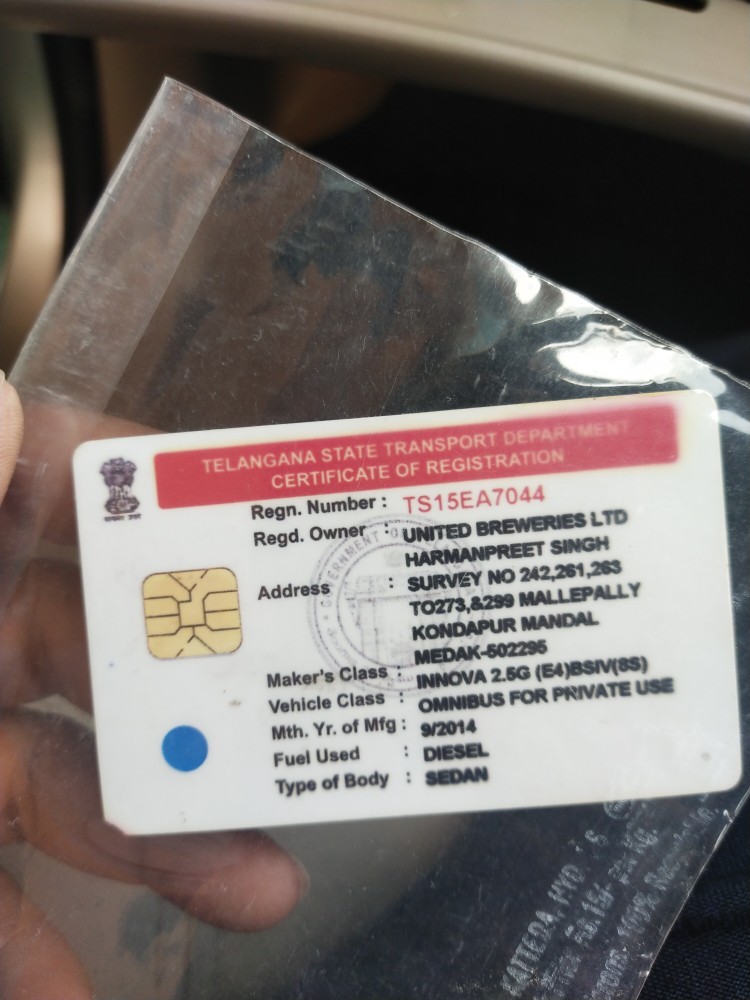 TELANGANA STATE TRANSPORT DEPARTMENT
CERTIFICATE OF REGISTRATION
Regn. Number : TS15EA7044
Regd. Owner : UNITED BREWERIES LTD
HARMANPREET SINGH
Address : SURVEY NO 242,261,263
TO273,&299 MALLEPALLY
KONDAPUR MANDAL
MEDAK-502295
Maker's Class : INNOVA 2.5G (E4)BSIV(8S)
Vehicle Class : OMNIBUS FOR PRIVATE USE
Mth. Yr. of Mfg : 9/2014
Fuel Used : DIESEL
Type of Body : SEDAN
GOVERNMENT